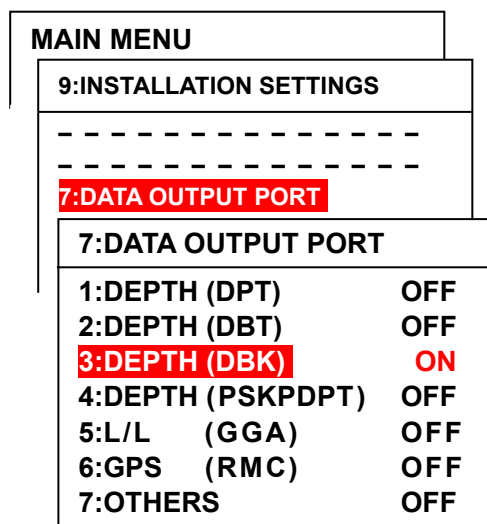 MAIN MENU
9:INSTALLATION SETTINGS
– – – – – – – – – – – – – –
– – – – – – – – – – – – – –
7:DATA OUTPUT PORT
7:DATA OUTPUT PORT
1:DEPTH (DPT) OFF
2:DEPTH (DBT) OFF
3:DEPTH (DBK) ON
4:DEPTH (PSKPDPT) OFF
5:L/L (GGA) OFF
6:GPS (RMC) OFF
7:OTHERS OFF